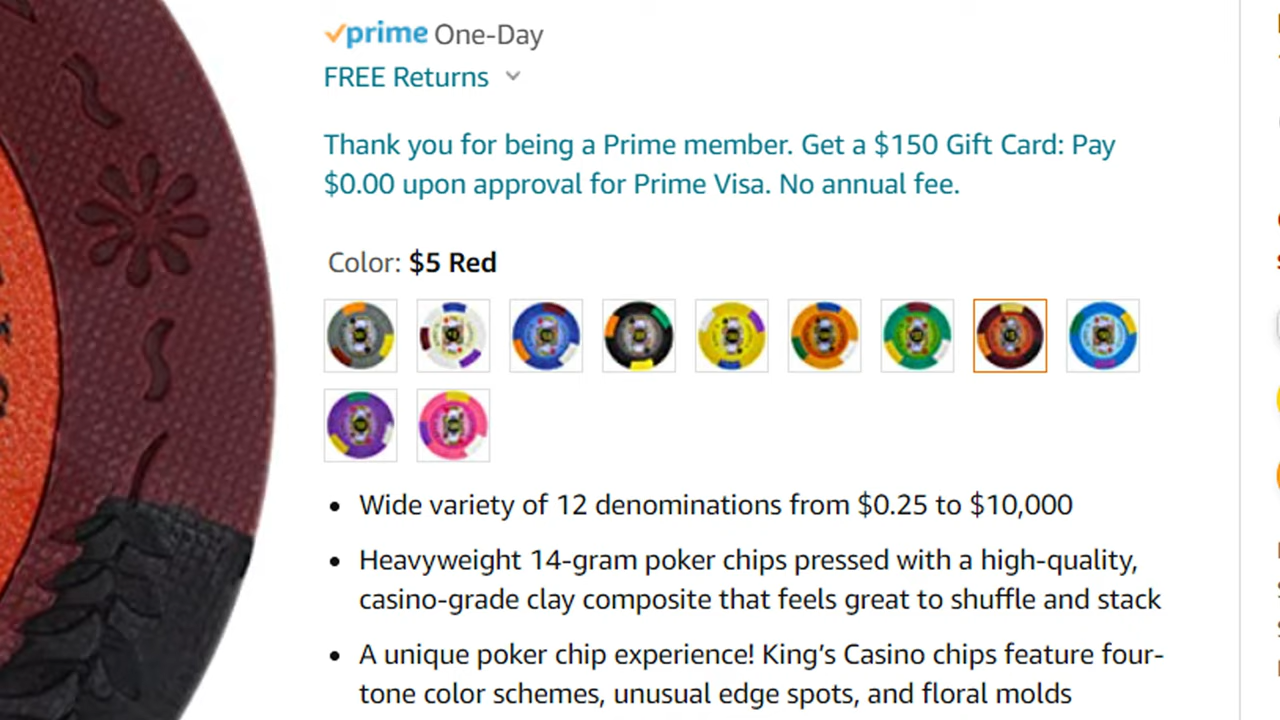 prime One-Day
FREE Returns
Thank you for being a Prime member. Get a $150 Gift Card: Pay
$0.00 upon approval for Prime Visa. No annual fee.
Color: $5 Red
• Wide variety of 12 denominations from $0.25 to $10,000
• Heavyweight 14-gram poker chips pressed with a high-quality,
casino-grade clay composite that feels great to shuffle and stack
• A unique poker chip experience! King’s Casino chips feature four-
tone color schemes, unusual edge spots, and floral molds